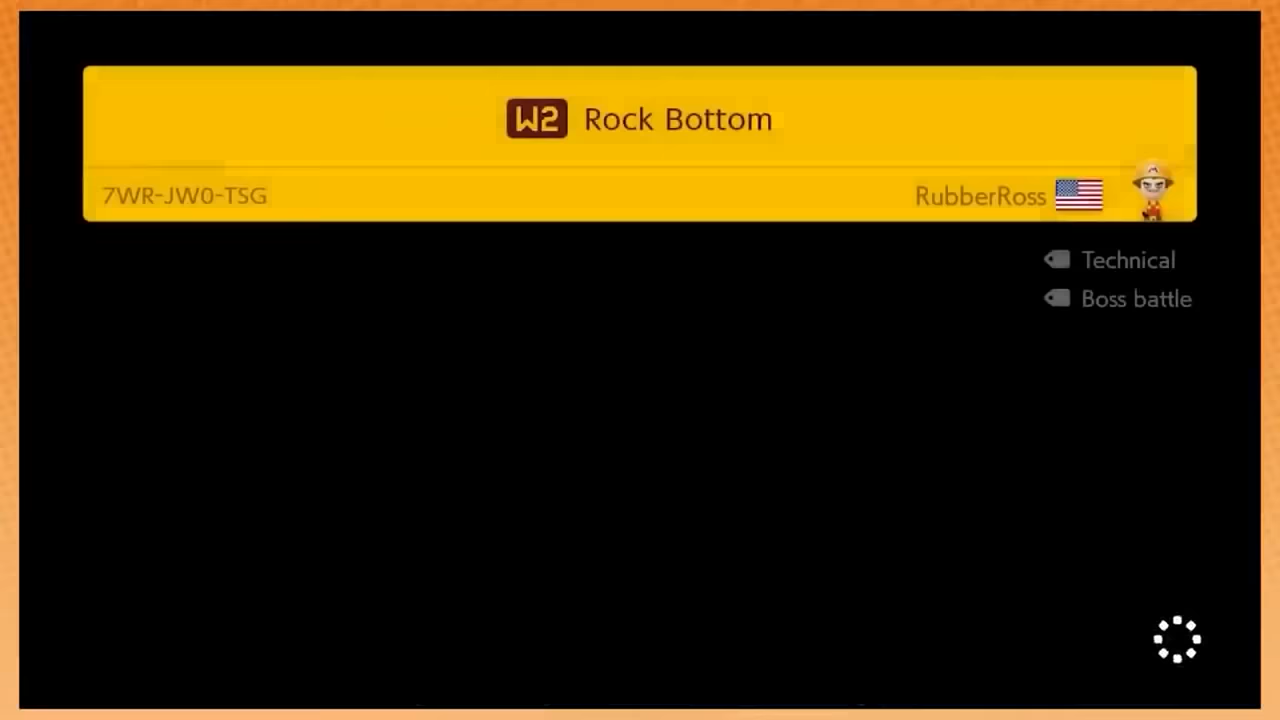 W2 Rock Bottom
7WR-JW0-TSG
RubberRoss
Technical
Boss battle